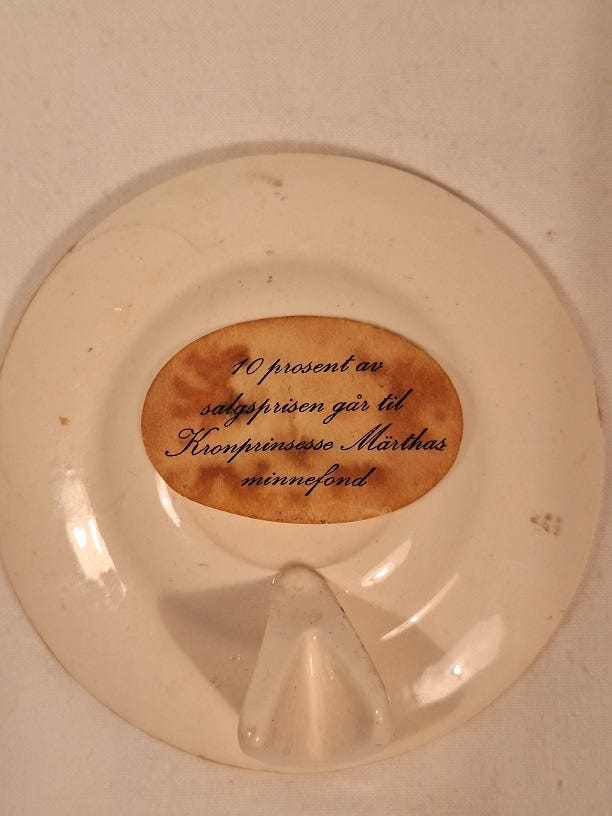 10 prosent av
salgsprisen går til
Kronprinsesse Märthas
minnefond